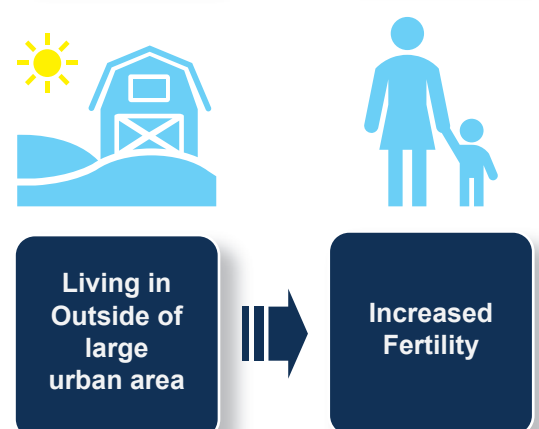 Living in
Outside of
large
urban area
Increased
Fertility